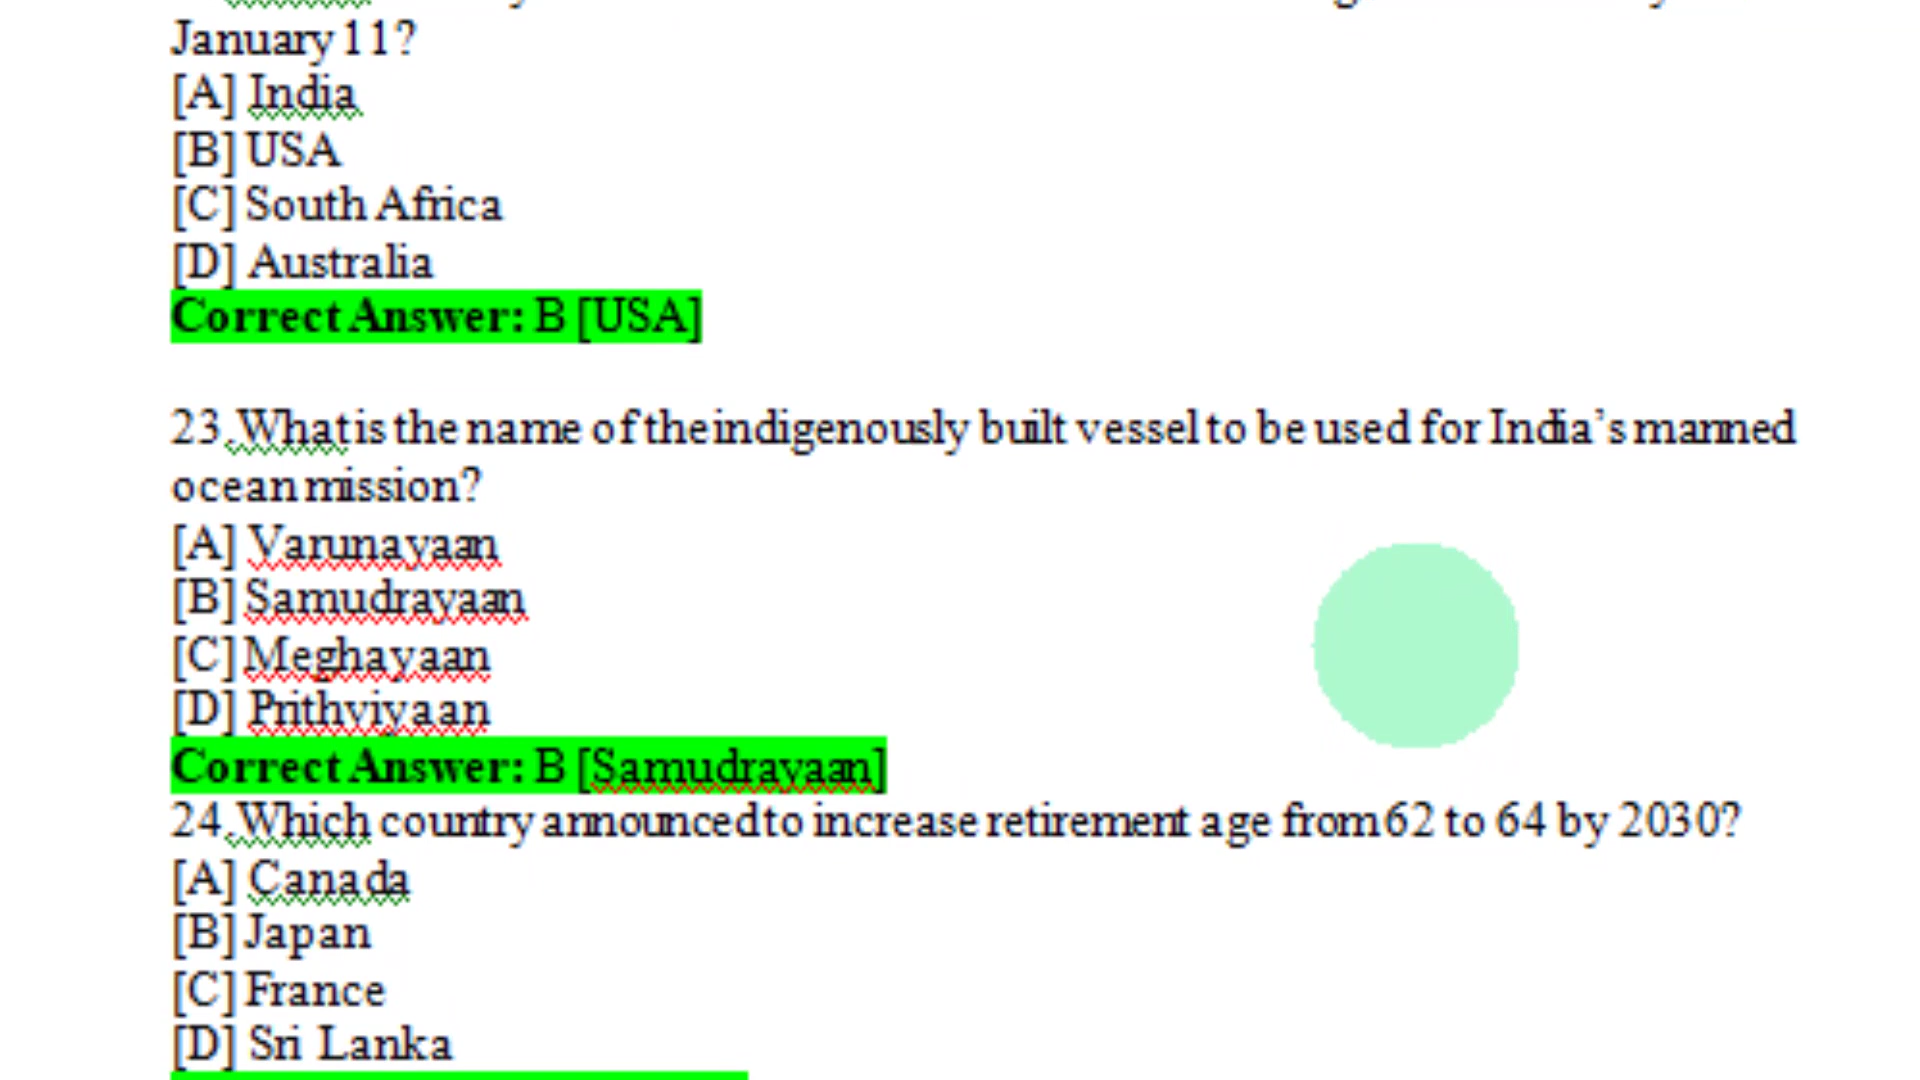 January 11?
[A] India
[B] USA
[C] South Africa
[D] Australia
Correct Answer: B [USA]
23. What is the name of the indigenously built vessel to be used for India’s manned
ocean mission?
[A] Varunayaan
[B] Samudrayaan
[C] Meghayaan
[D] Prithviyaan
Correct Answer: B [Samudrayaan]
24. Which country announced to increase retirement age from 62 to 64 by 2030?
[A] Canada
[B] Japan
[C] France
[D] Sri Lanka